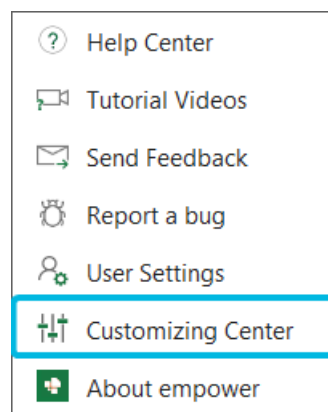 Help Center
Tutorial Videos
Send Feedback
Report a bug
User Settings
Customizing Center
About empower